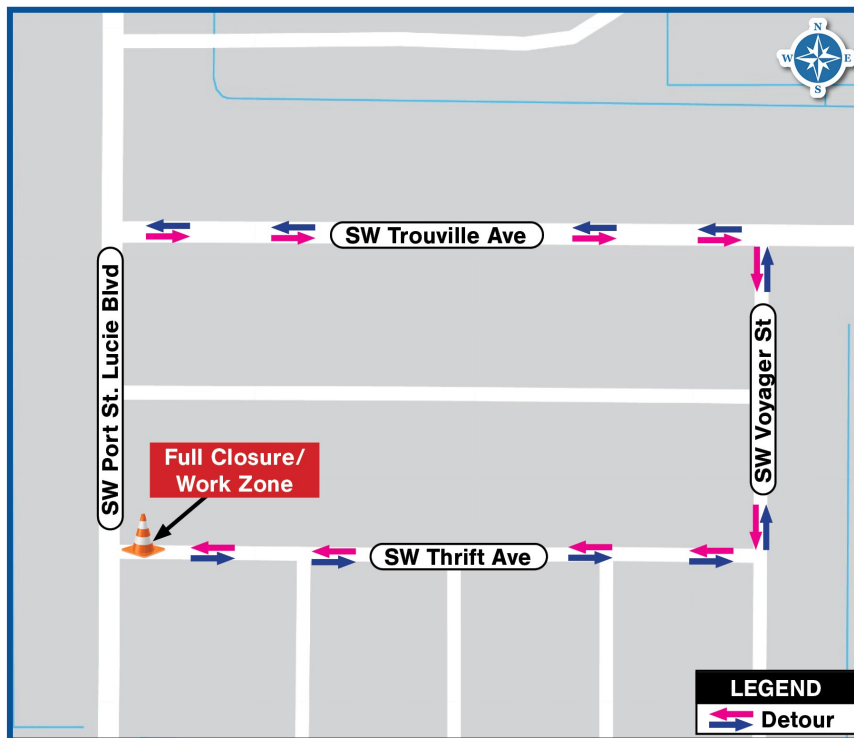 N
W E
S
SW Trouville Ave
SW Port St. Lucie Blvd
SW Voyager St
Full Closure/
Work Zone
SW Thrift Ave
LEGEND
Detour